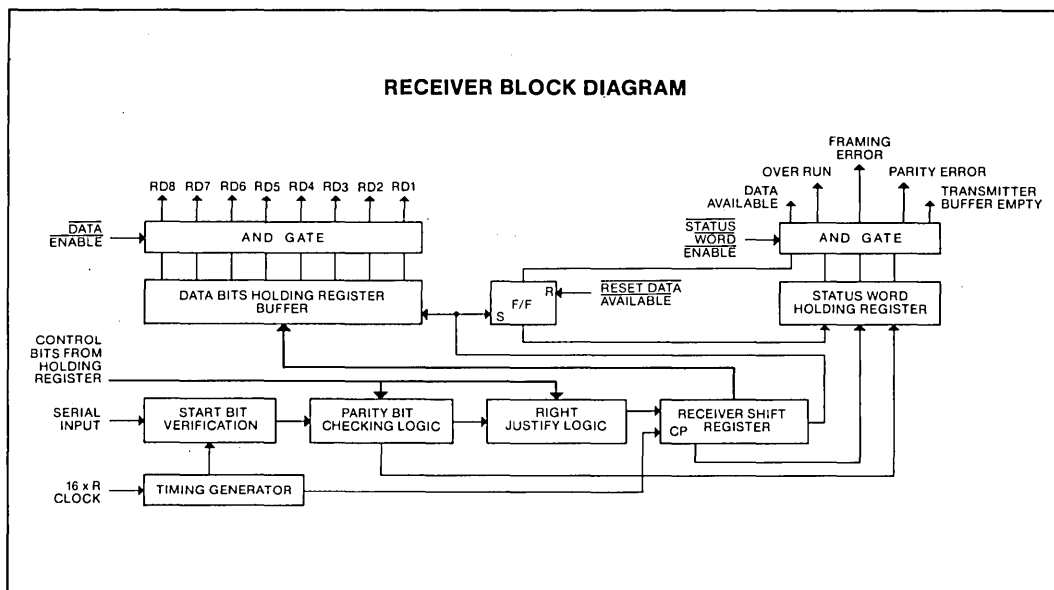 RECEIVER BLOCK DIAGRAM
FRAMING
ERROR
OVER RUN
PARITY ERROR
DATA
AVAILABLE
TRANSMITTER
BUFFER EMPTY
RD8 RD7 RD6 RD5 RD4 RD3 RD2 RD1
DATA
ENABLE
AND GATE
STATUS
WORD
ENABLE
AND GATE
DATA BITS HOLDING REGISTER
BUFFER
F/F
R
S
RESET DATA
AVAILABLE
STATUS WORD
HOLDING REGISTER
CONTROL
BITS FROM
HOLDING
REGISTER
SERIAL
INPUT
START BIT
VERIFICATION
PARITY BIT
CHECKING LOGIC
RIGHT
JUSTIFY LOGIC
RECEIVER SHIFT
REGISTER
CP
16 x R
CLOCK
TIMING GENERATOR